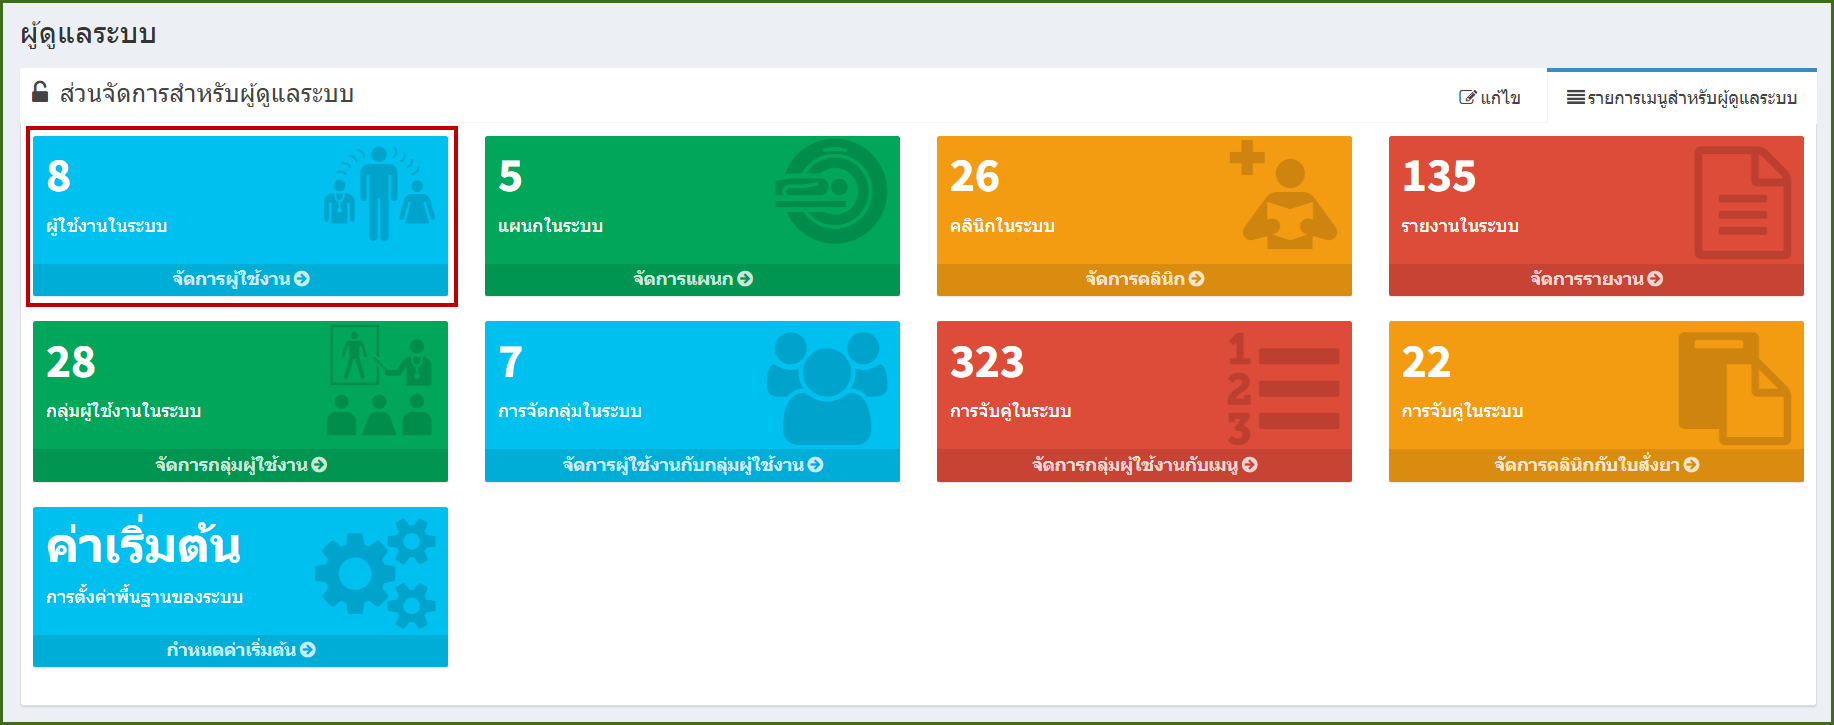 ผู้ดูแลระบบ
ส่วนจัดการสำหรับผู้ดูแลระบบ
แก้ไข
รายการเมนูสำหรับผู้ดูแลระบบ
8
ผู้ใช้งานในระบบ
จัดการผู้ใช้งาน
5
แผนกในระบบ
จัดการแผนก
26
คลินิกในระบบ
จัดการคลินิก
135
รายงานในระบบ
จัดการรายงาน
28
กลุ่มผู้ใช้งานในระบบ
จัดการกลุ่มผู้ใช้งาน
7
การจัดกลุ่มในระบบ
จัดการผู้ใช้งานกับกลุ่มผู้ใช้งาน
323
การจับคู่ในระบบ
1
2
3
จัดการกลุ่มผู้ใช้งานกับเมนู
22
การจับคู่ในระบบ
จัดการคลินิกกับใบสั่งยา
ค่าเริ่มต้น
การตั้งค่าพื้นฐานของระบบ
กำหนดค่าเริ่มต้น